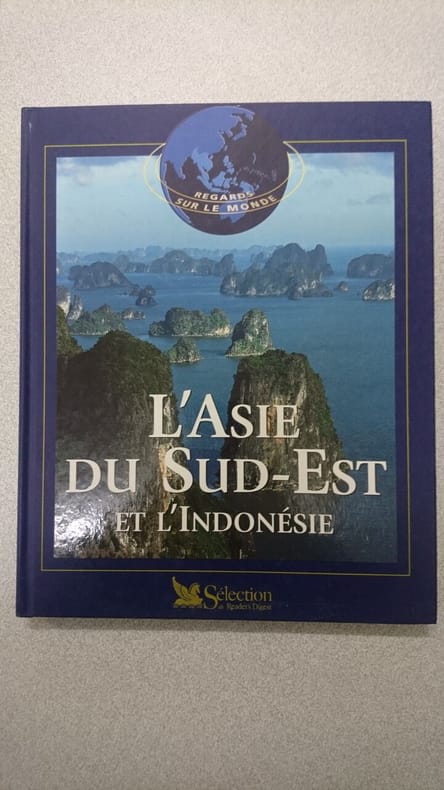 REGARDS
SUR LE MONDE
L'ASIE
DU SUD-EST
ET L'INDONÉSIE
Sélection
du Reader's Digest